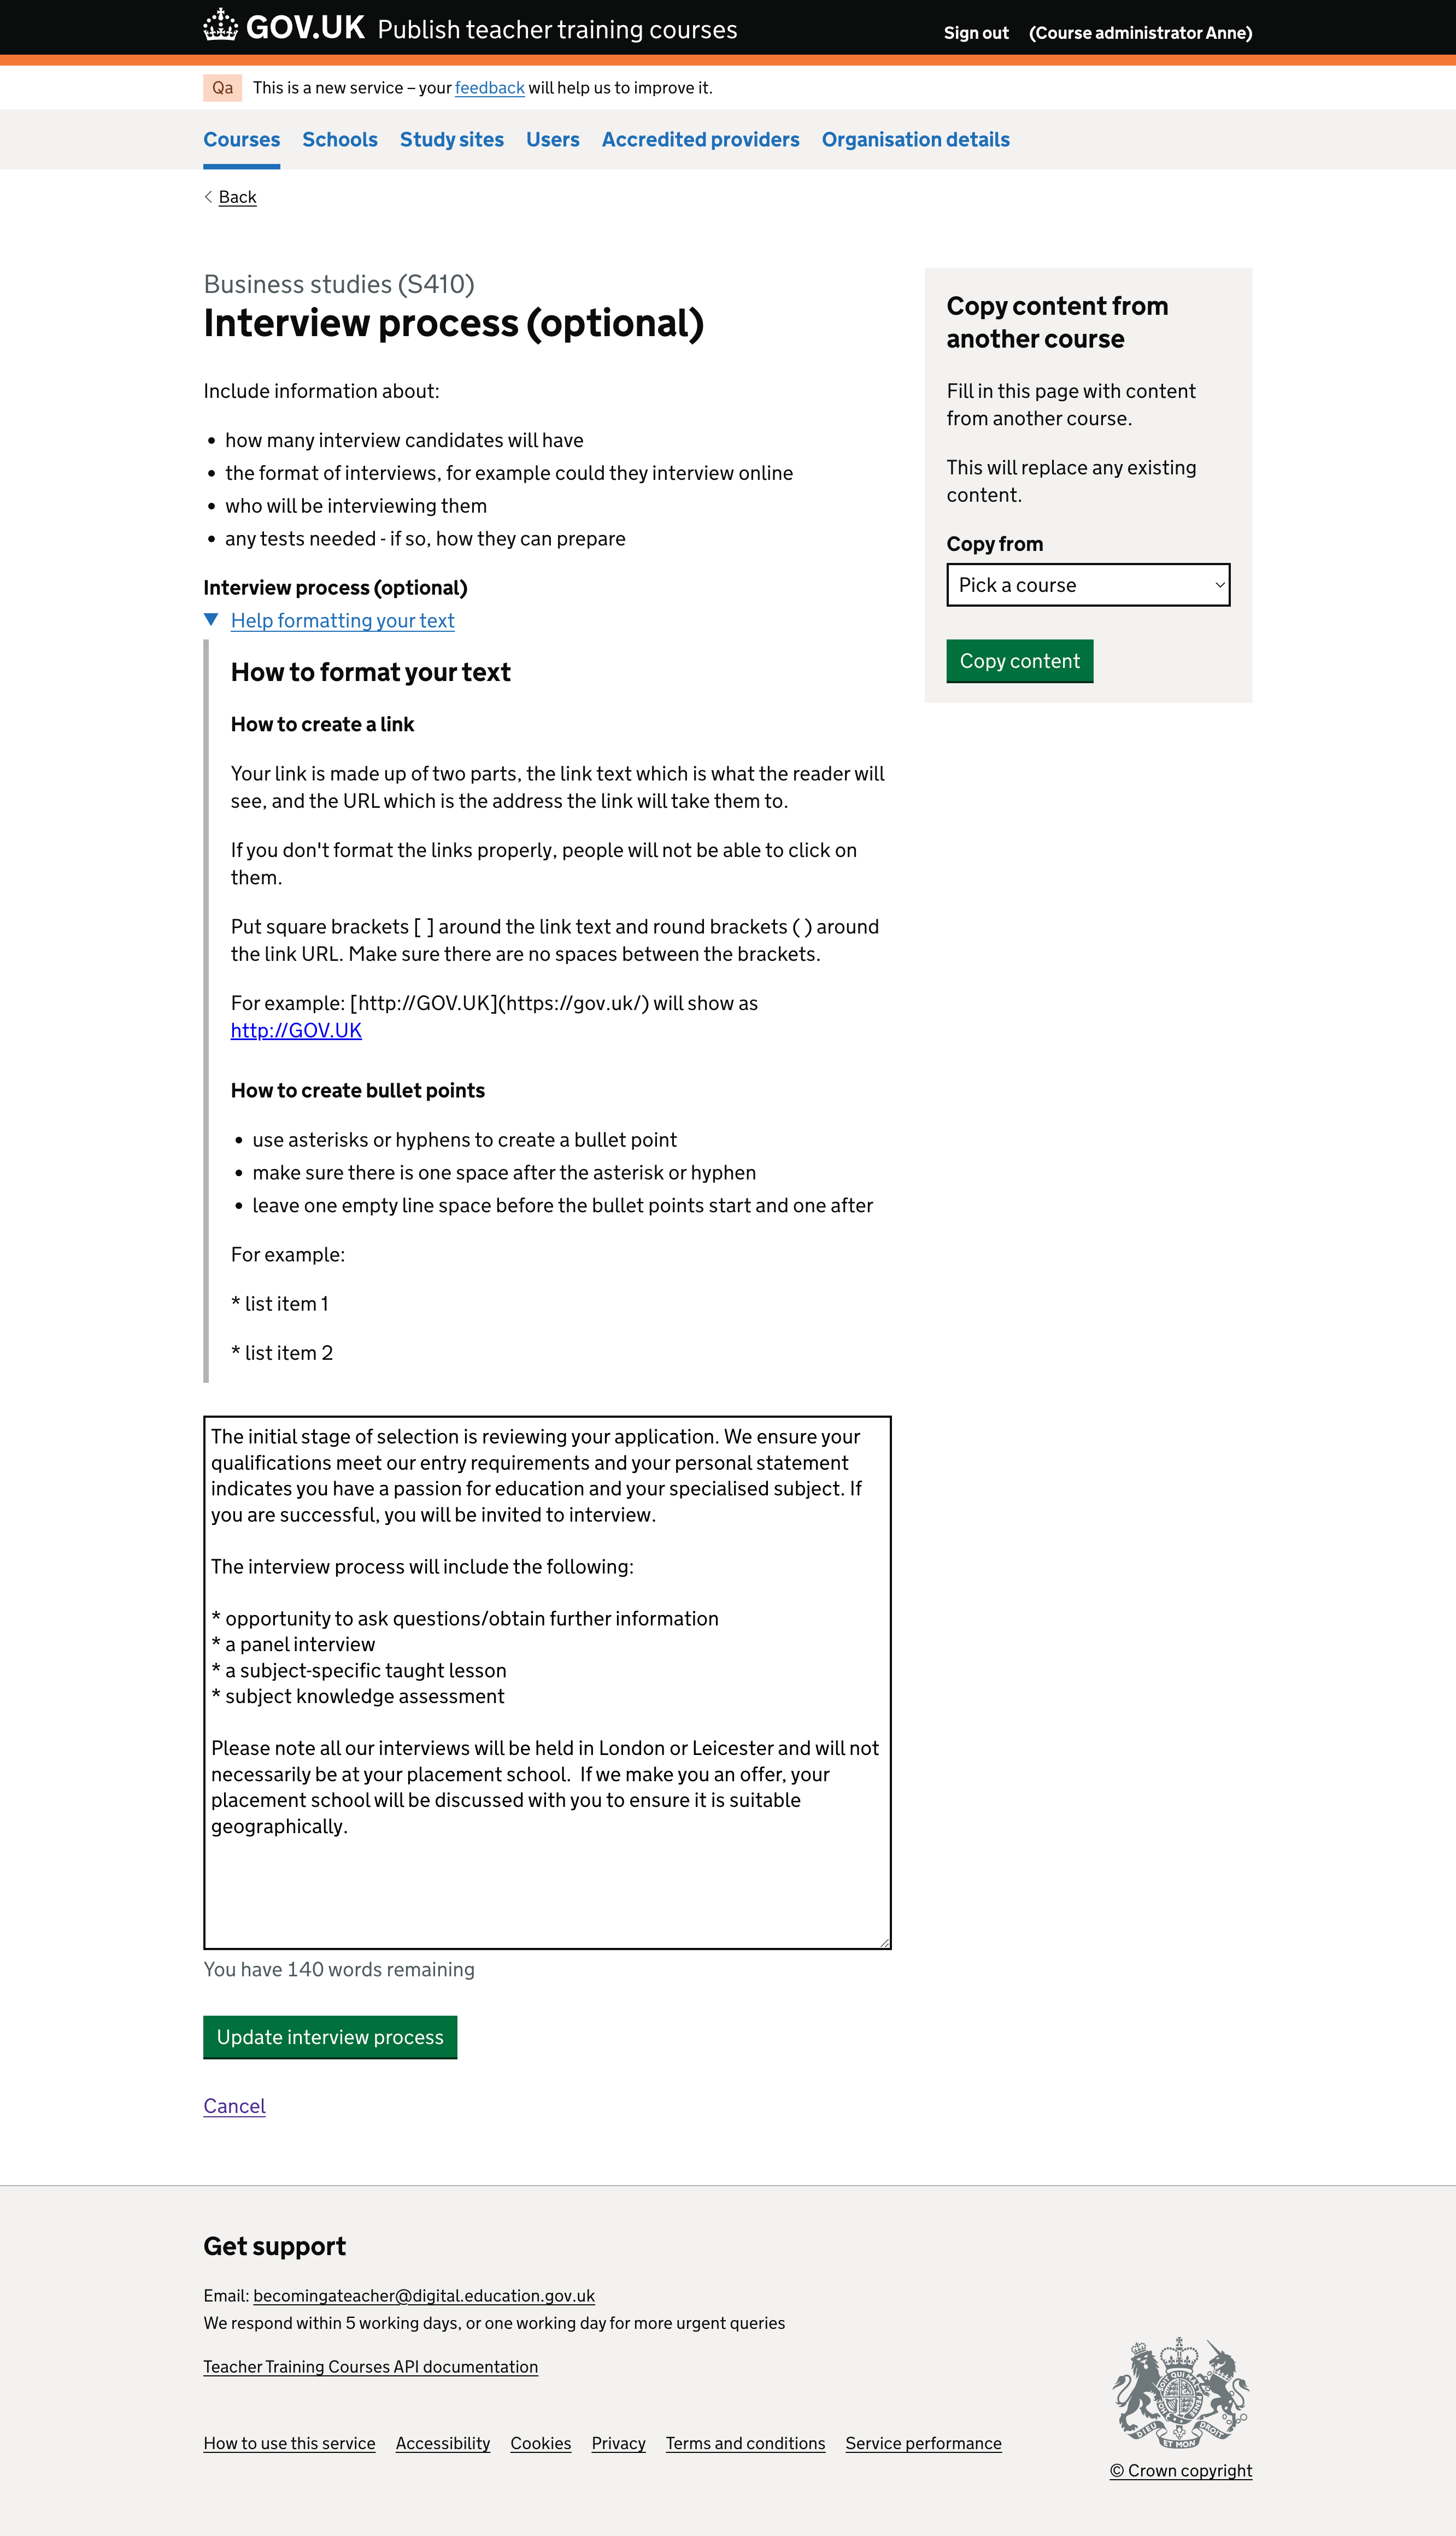 GOV.UK Publish teacher training courses
Sign out (Course administrator Anne)
Qa This is a new service – your feedback will help us to improve it.
Courses Schools Study sites Users Accredited providers Organisation details
Back
Business studies (S410)
Interview process (optional)
Include information about:
• how many interview candidates will have
• the format of interviews, for example could they interview online
• who will be interviewing them
• any tests needed - if so, how they can prepare
Interview process (optional)
Help formatting your text
How to format your text
How to create a link
Your link is made up of two parts, the link text which is what the reader will
see, and the URL which is the address the link will take them to.
If you don't format the links properly, people will not be able to click on
them.
Put square brackets [ ] around the link text and round brackets ( ) around
the link URL. Make sure there are no spaces between the brackets.
For example: [http://GOV.UK](https://gov.uk/) will show as
http://GOV.UK
How to create bullet points
• use asterisks or hyphens to create a bullet point
• make sure there is one space after the asterisk or hyphen
• leave one empty line space before the bullet points start and one after
For example:
* list item 1
* list item 2
The initial stage of selection is reviewing your application. We ensure your
qualifications meet our entry requirements and your personal statement
indicates you have a passion for education and your specialised subject. If
you are successful, you will be invited to interview.
The interview process will include the following:
* opportunity to ask questions/obtain further information
* a panel interview
* a subject-specific taught lesson
* subject knowledge assessment
Please note all our interviews will be held in London or Leicester and will not
necessarily be at your placement school.  If we make you an offer, your
placement school will be discussed with you to ensure it is suitable
geographically.
You have 140 words remaining
Update interview process
Cancel
Copy content from
another course
Fill in this page with content
from another course.
This will replace any existing
content.
Copy from
Pick a course
Copy content
Get support
Email: becomingateacher@digital.education.gov.uk
We respond within 5 working days, or one working day for more urgent queries
Teacher Training Courses API documentation
How to use this service Accessibility Cookies Privacy Terms and conditions Service performance
DIEU ET MON DROIT
© Crown copyright